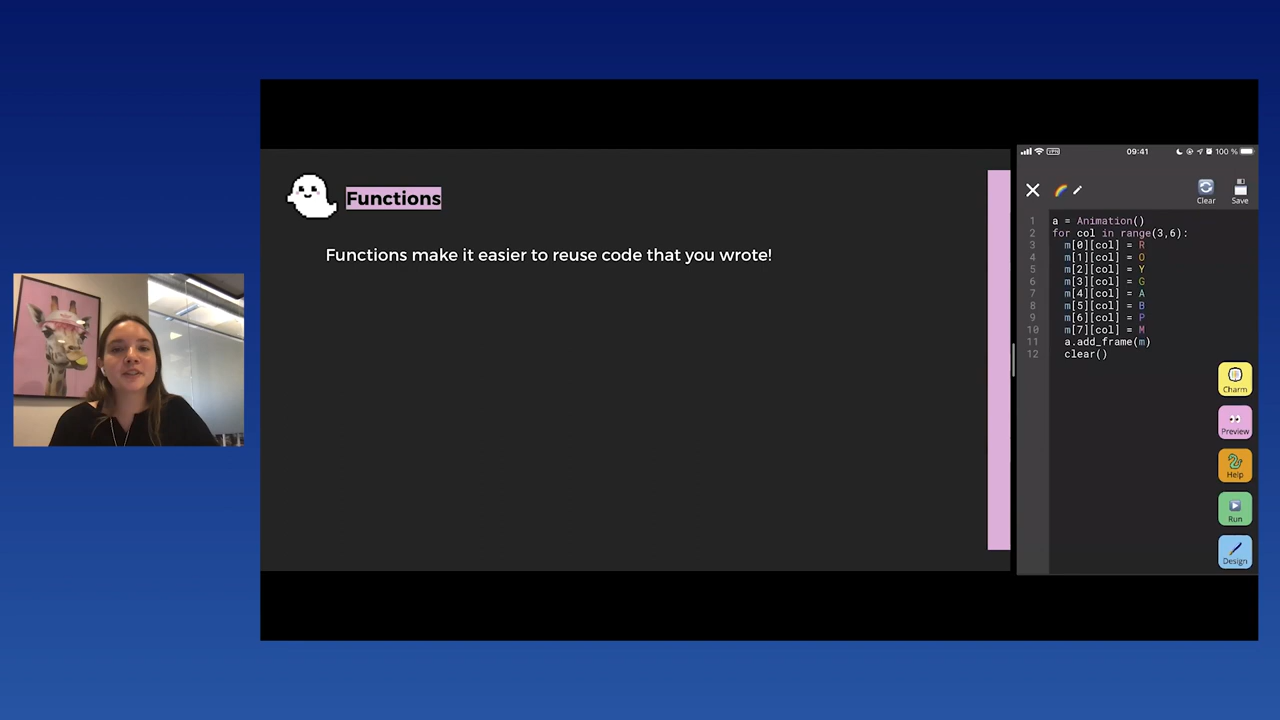 Functions
Functions make it easier to reuse code that you wrote!
VPN
09:41
100 %
Clear
Save
1 a = Animation()
2 for col in range(3,6):
3 m[0][col] = R
4 m[1][col] = O
5 m[2][col] = Y
6 m[3][col] = G
7 m[4][col] = A
8 m[5][col] = B
9 m[6][col] = P
10 m[7][col] = M
11 a.add_frame(m)
12 clear()
Charm
Preview
Help
Run
Design